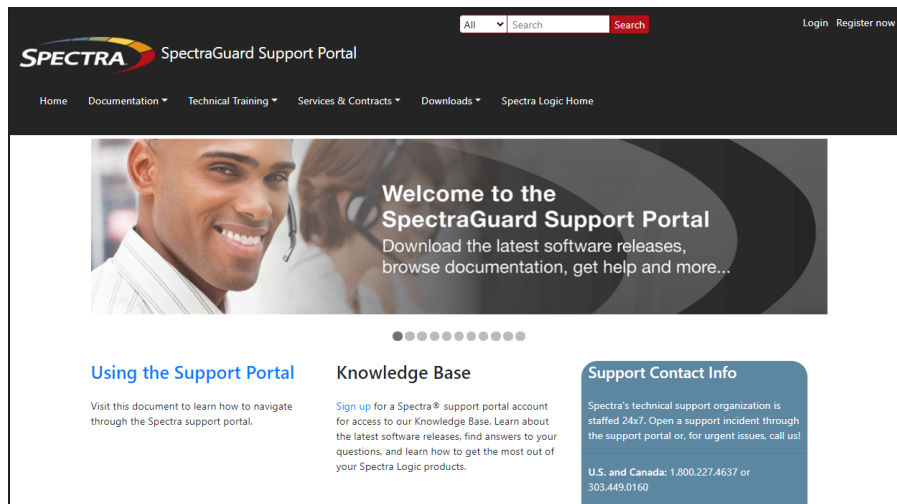 All
Search
Search
Login Register now
SPECTRA
SpectraGuard Support Portal
Home Documentation Technical Training Services & Contracts Downloads Spectra Logic Home
Welcome to the
SpectraGuard Support Portal
Download the latest software releases,
browse documentation, get help and more...
Using the Support Portal
Visit this document to learn how to navigate
through the Spectra support portal.
Knowledge Base
Sign up for a Spectra® support portal account
for access to our Knowledge Base. Learn about
the latest software releases, find answers to your
questions, and learn how to get the most out of
your Spectra Logic products.
Support Contact Info
Spectra's technical support organization is
staffed 24x7. Open a support incident through
the support portal or, for urgent issues, call us!
U.S. and Canada: 1.800.227.4637 or
303.449.0160